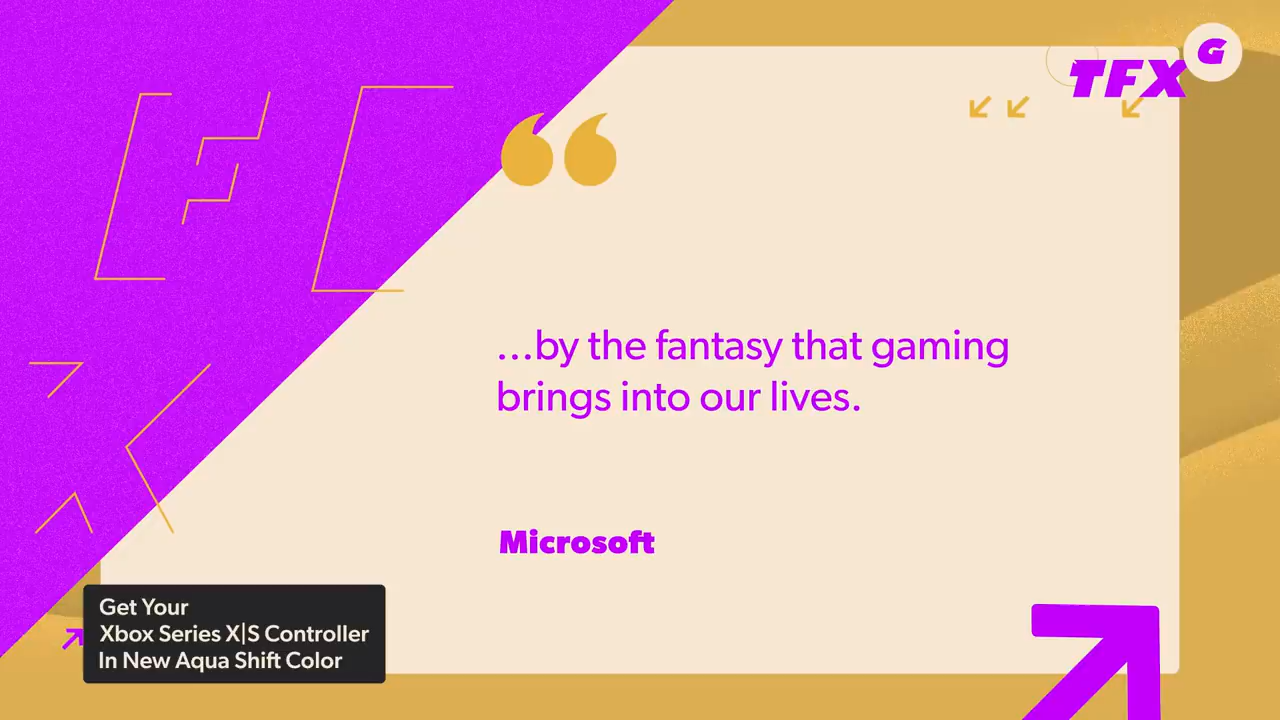 TFX G
“
...by the fantasy that gaming
brings into our lives.
Microsoft
Get Your
Xbox Series X|S Controller
In New Aqua Shift Color